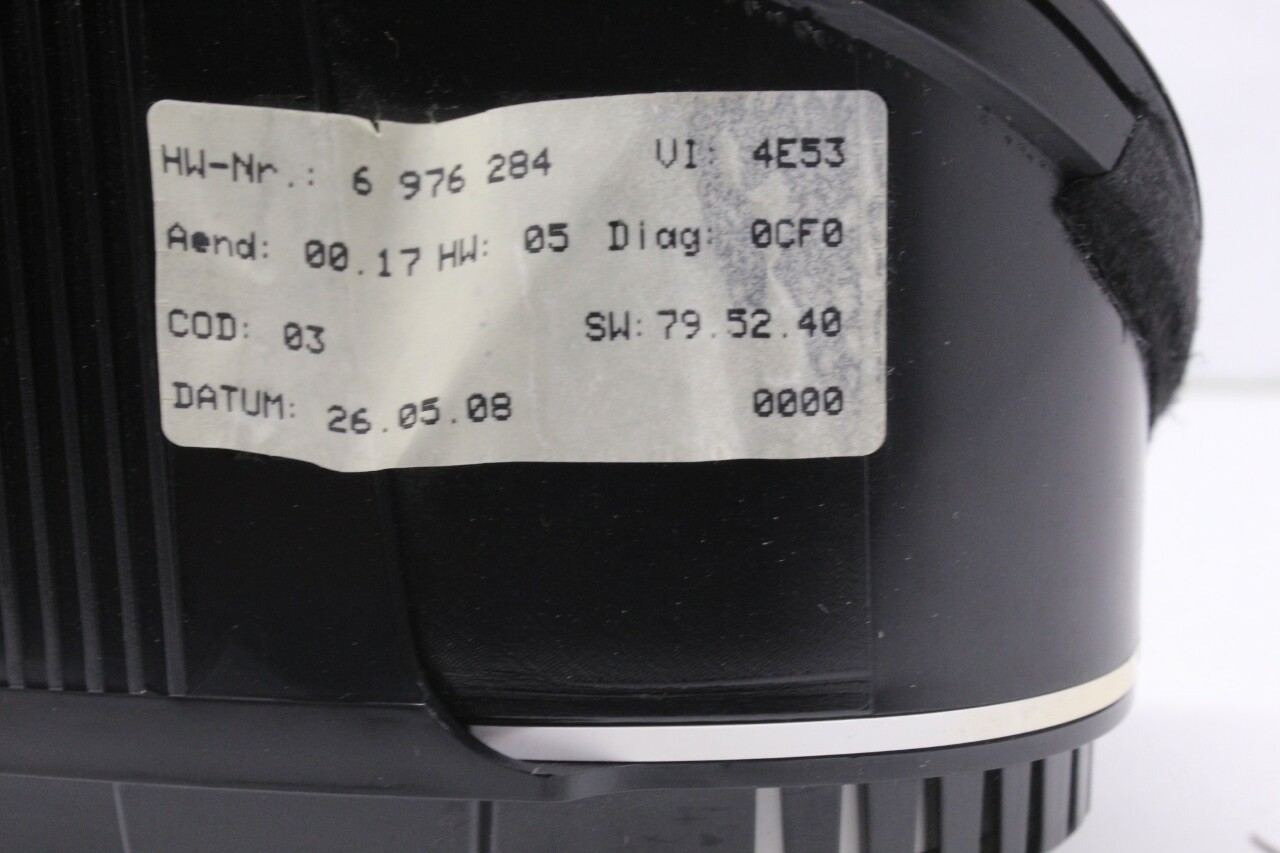 HW-Nr.: 6 976 284 VI: 4E53
Aend: 00.17 HW: 05 Diag: 0CF0
COD: 03 SW: 79.52.40
DATUM: 26.05.08 0000